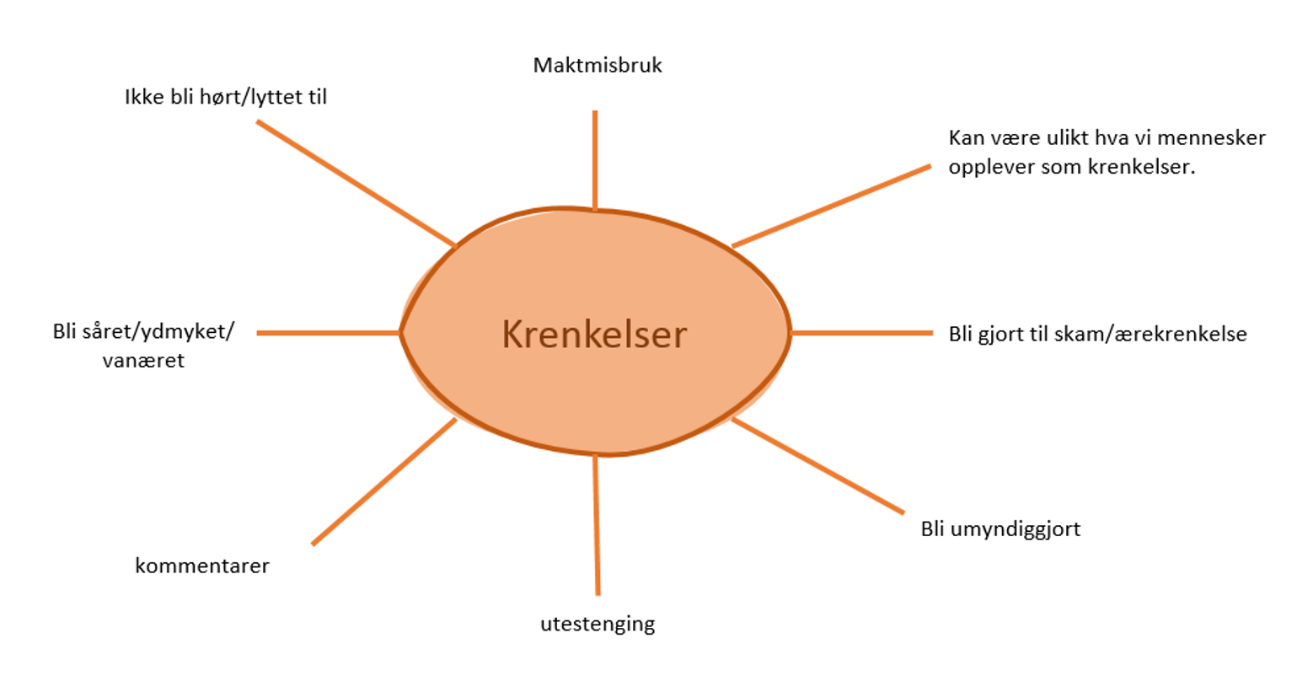 Maktmisbruk
Ikke bli hørt/lyttet til
Kan være ulikt hva vi mennesker
opplever som krenkelser.
Bli såret/ydmyket/
vanæret
Krenkelser
Bli gjort til skam/ærekrenkelse
Bli umyndiggjort
kommentarer
utestenging